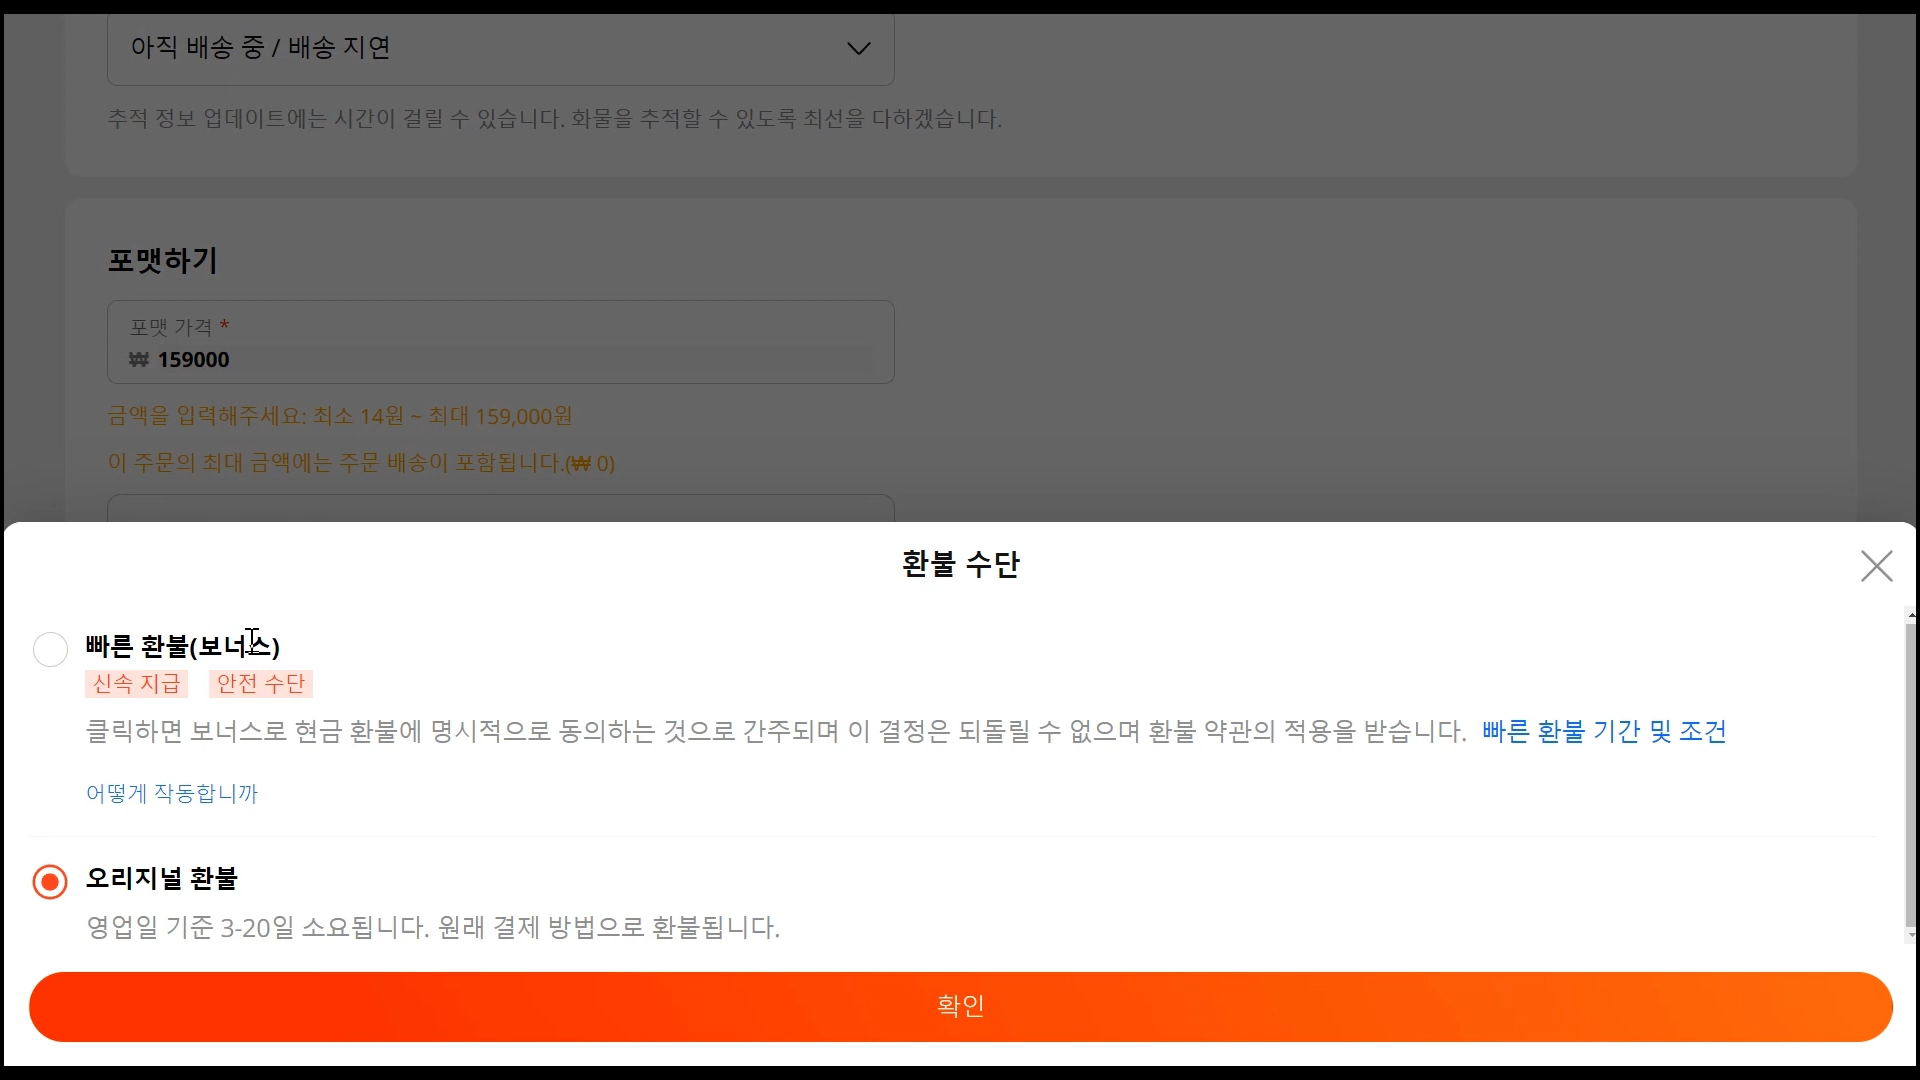 아직 배송 중 / 배송 지연
추적 정보 업데이트에는 시간이 걸릴 수 있습니다. 화물을 추적할 수 있도록 최선을 다하겠습니다.
포맷하기
포맷 가격 *
₩ 159000
금액을 입력해주세요: 최소 14원 ~ 최대 159,000원
이 주문의 최대 금액에는 주문 배송이 포함됩니다.(₩ 0)
환불 수단
빠른 환불(보너스)
신속 지급 안전 수단
클릭하면 보너스로 현금 환불에 명시적으로 동의하는 것으로 간주되며 이 결정은 되돌릴 수 없으며 환불 약관의 적용을 받습니다. 빠른 환불 기간 및 조건
어떻게 작동합니까
오리지널 환불
영업일 기준 3-20일 소요됩니다. 원래 결제 방법으로 환불됩니다.
확인